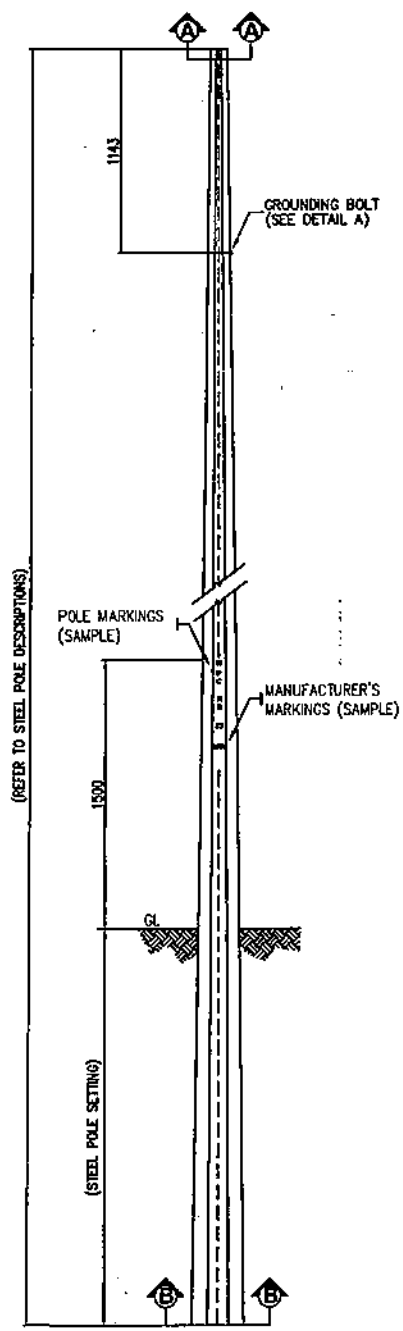 A A
1143
GROUNDING BOLT
(SEE DETAIL A)
(REFER TO STEEL POLE DESCRIPTIONS)
POLE MARKINGS
(SAMPLE)
MANUFACTURER'S
MARKINGS (SAMPLE)
1500
GL
(STEEL POLE SETTING)
B B